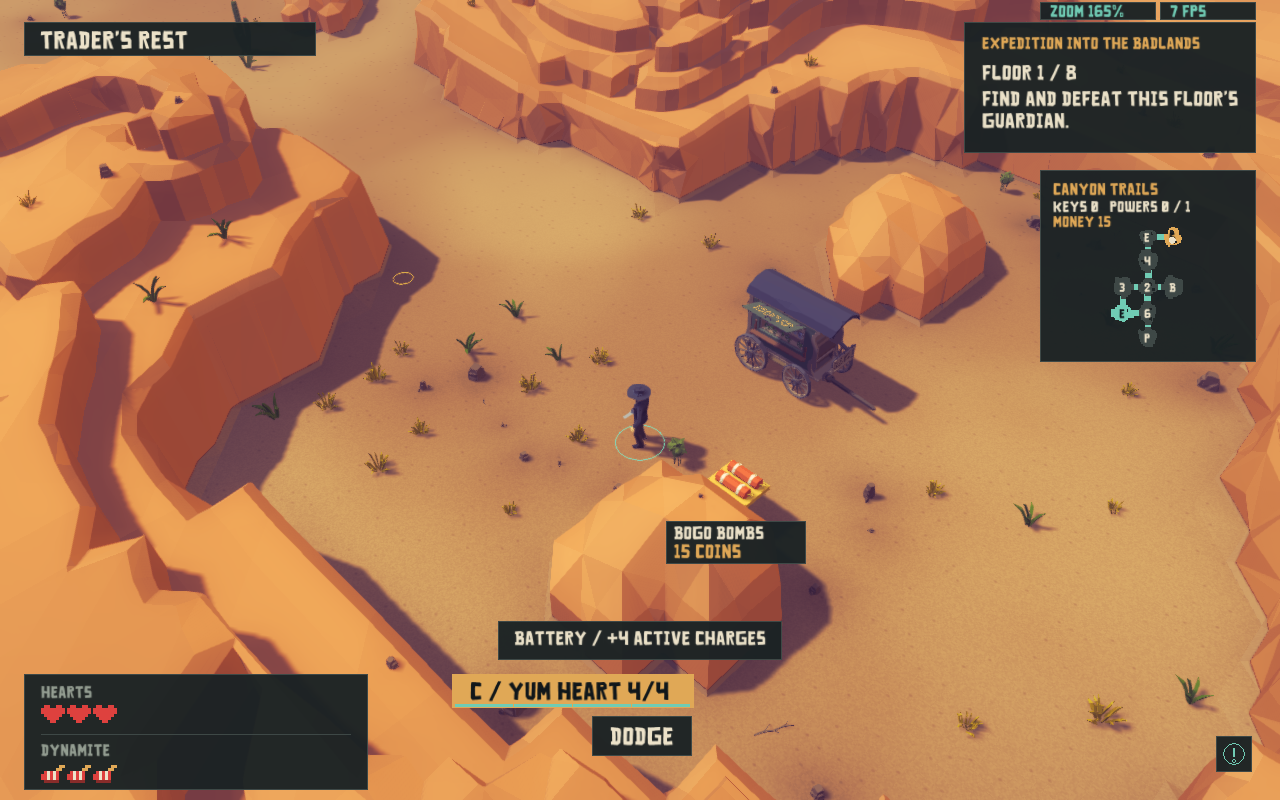 ZOOM 165%
7 FPS
TRADER'S REST
EXPEDITION INTO THE BADLANDS
FLOOR 1 / 8
FIND AND DEFEAT THIS FLOOR'S
GUARDIAN.
CANYON TRAILS
KEYS 0 POWERS 0 / 1
MONEY 15
E
4
3 2 B
E 6
P
BOGO BOMBS
15 COINS
BATTERY / +4 ACTIVE CHARGES
C / YUM HEART 4/4
DODGE
HEARTS
DYNAMITE
!